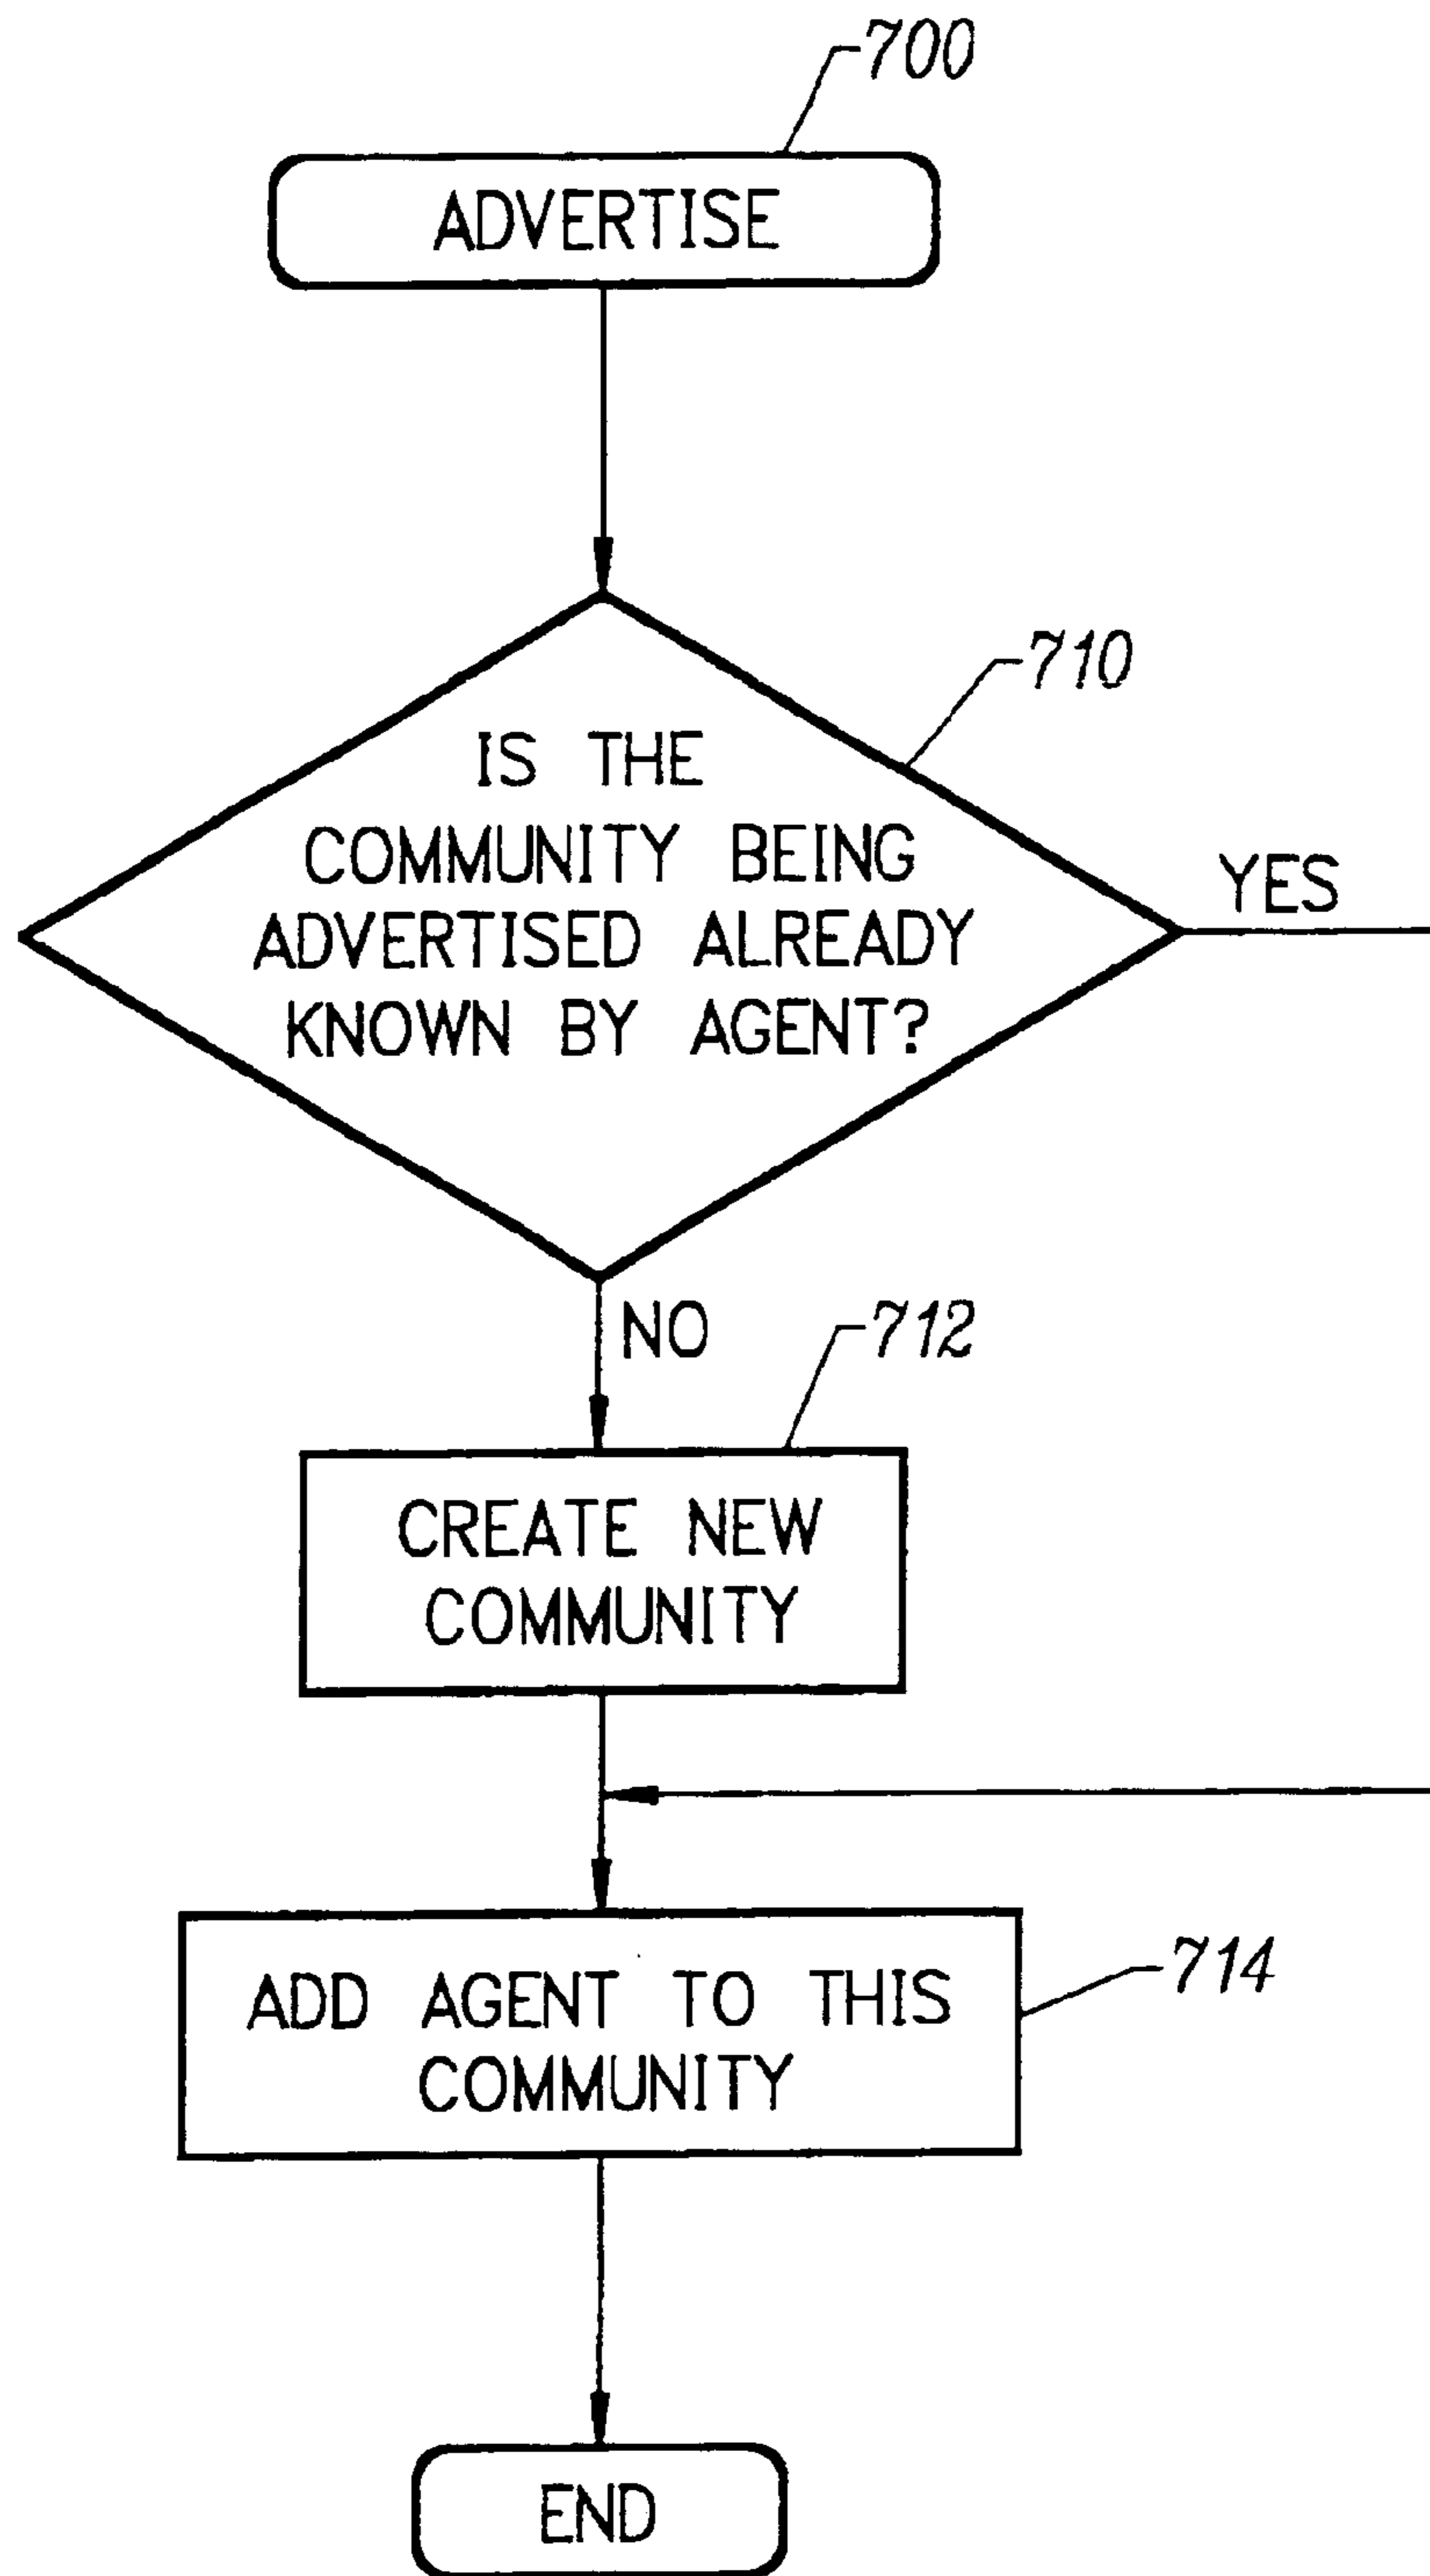 700
ADVERTISE
710
IS THE
COMMUNITY BEING
ADVERTISED ALREADY
KNOWN BY AGENT?
YES
NO
712
CREATE NEW
COMMUNITY
714
ADD AGENT TO THIS
COMMUNITY
END